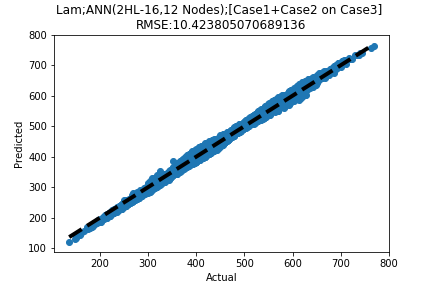 Lam;ANN(2HL-16,12 Nodes);[Case1+Case2 on Case3]
RMSE:10.423805070689136
800
700
600
500
400
300
200
100
Predicted
200 300 400 500 600 700 800
Actual